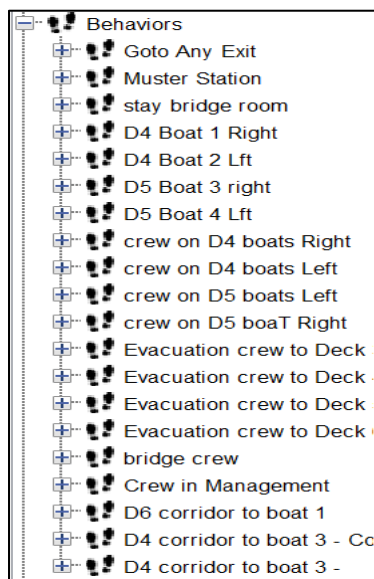 Behaviors
Goto Any Exit
Muster Station
stay bridge room
D4 Boat 1 Right
D4 Boat 2 Lft
D5 Boat 3 right
D5 Boat 4 Lft
crew on D4 boats Right
crew on D4 boats Left
crew on D5 boats Left
crew on D5 boaT Right
Evacuation crew to Deck
Evacuation crew to Deck
Evacuation crew to Deck
Evacuation crew to Deck
bridge crew
Crew in Management
D6 corridor to boat 1
D4 corridor to boat 3 - Co
D4 corridor to boat 3 -